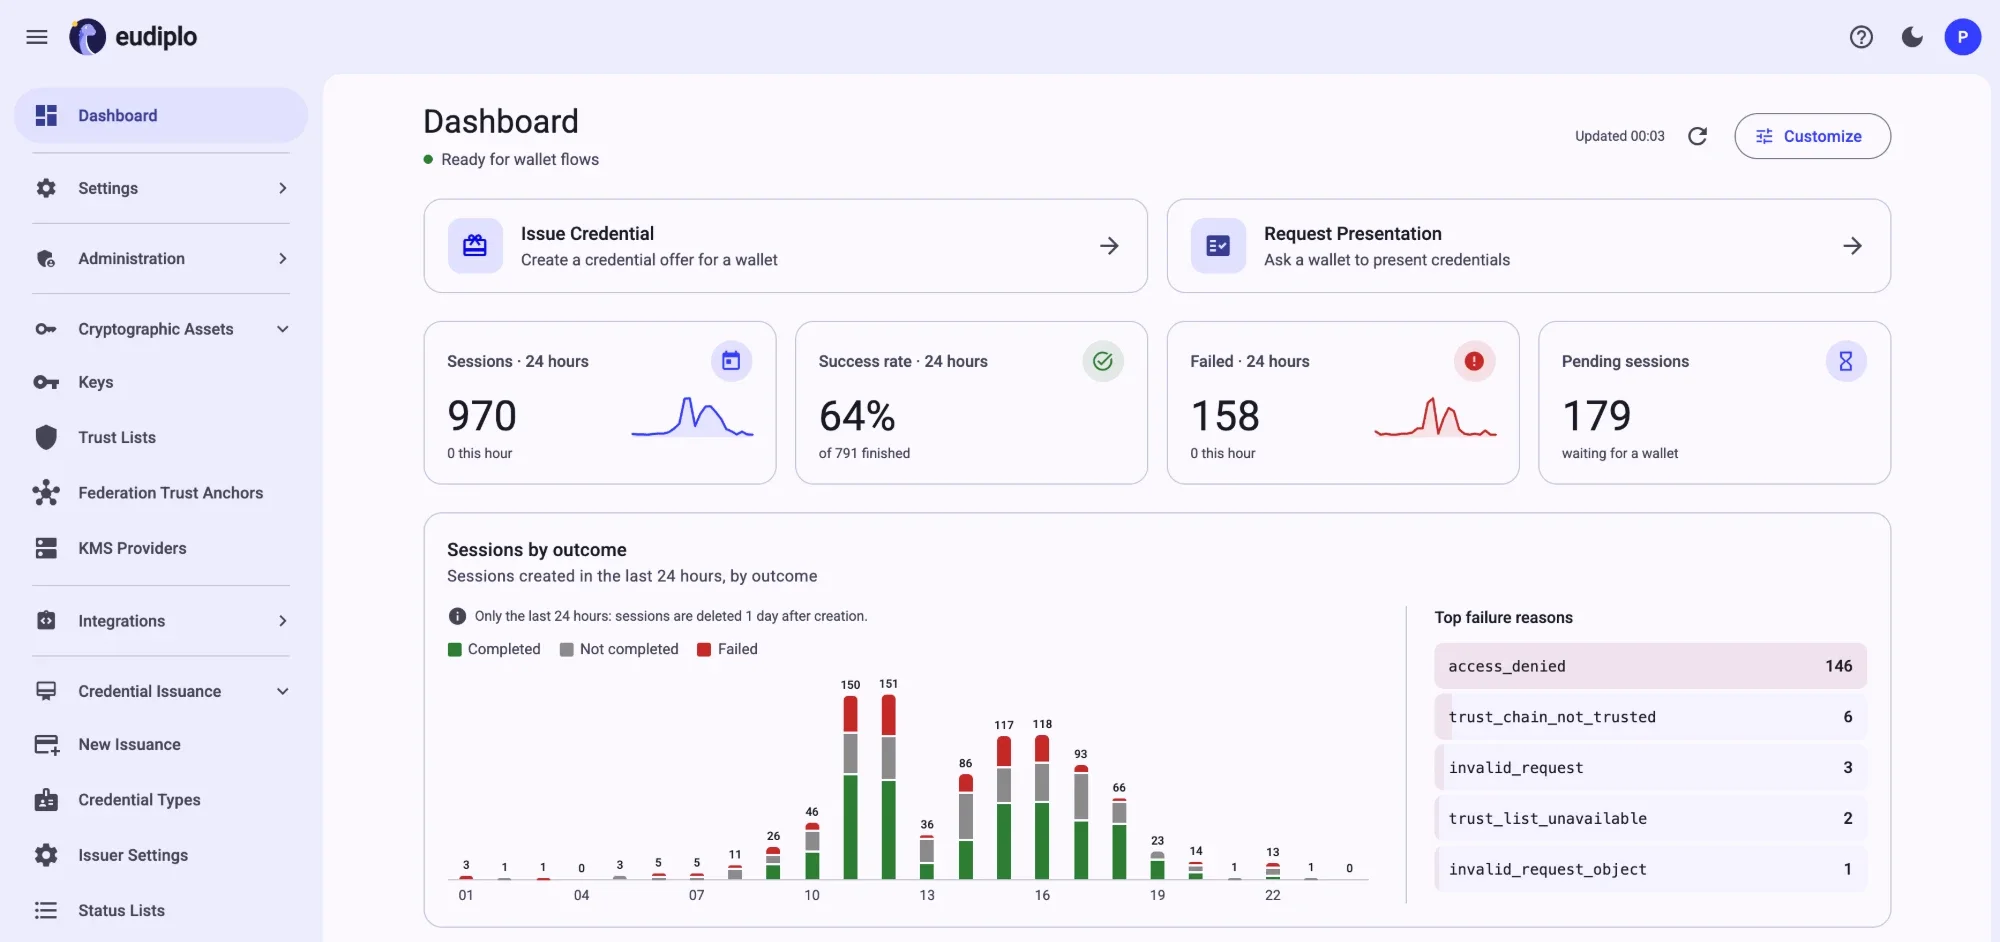 eudiplo
P
Dashboard
Settings
Administration
Cryptographic Assets
Keys
Trust Lists
Federation Trust Anchors
KMS Providers
Integrations
Credential Issuance
New Issuance
Credential Types
Issuer Settings
Status Lists
Dashboard
Ready for wallet flows
Updated 00:03
Customize
Issue Credential
Create a credential offer for a wallet
Request Presentation
Ask a wallet to present credentials
Sessions · 24 hours
970
0 this hour
Success rate · 24 hours
64%
of 791 finished
Failed · 24 hours
158
0 this hour
Pending sessions
179
waiting for a wallet
Sessions by outcome
Sessions created in the last 24 hours, by outcome
Only the last 24 hours: sessions are deleted 1 day after creation.
Completed Not completed Failed
3 1 1 0 3 5 5 11 26 46 150 151 36 86 117 118 93 66 23 14 1 13 1 0
01 04 07 10 13 16 19 22
Top failure reasons
access_denied 146
trust_chain_not_trusted 6
invalid_request 3
trust_list_unavailable 2
invalid_request_object 1